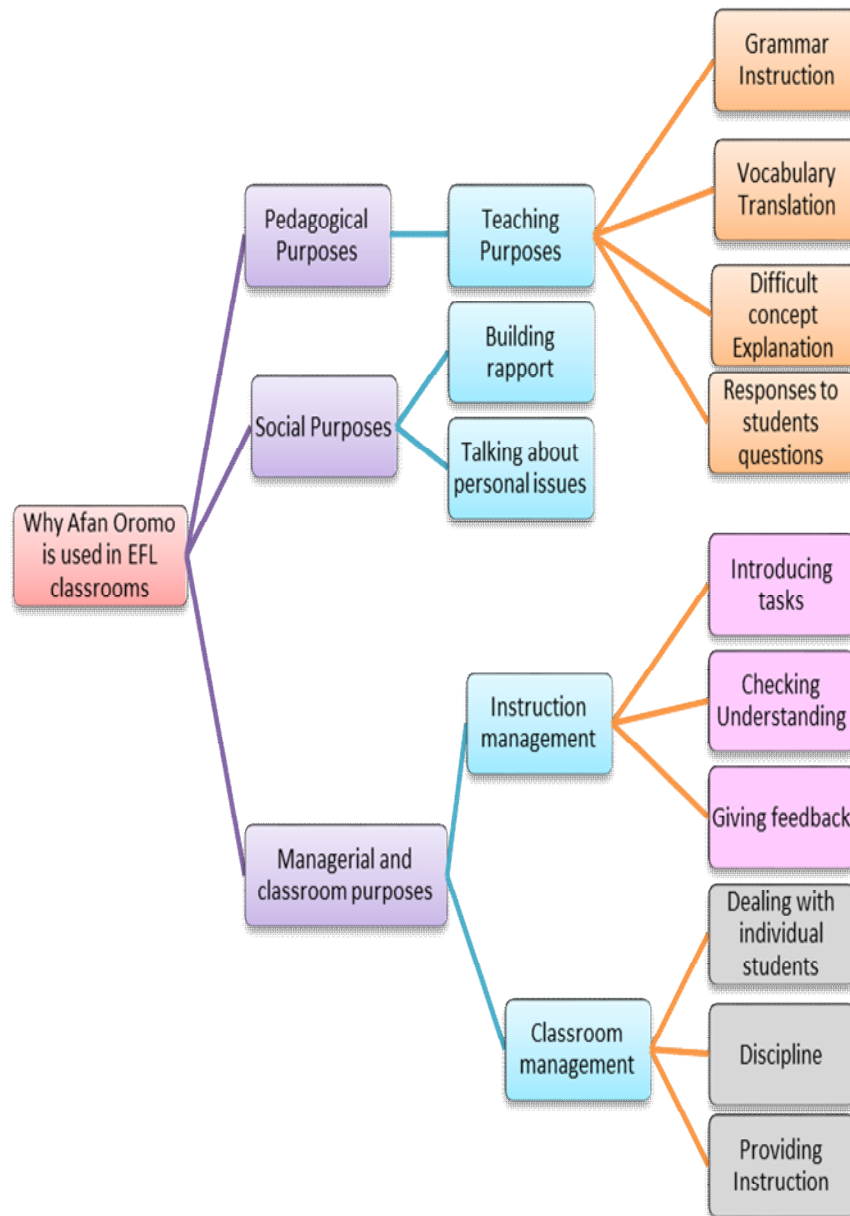 Why Afan Oromo
is used in EFL
classrooms
Pedagogical
Purposes
Teaching
Purposes
Grammar
Instruction
Vocabulary
Translation
Difficult
concept
Explanation
Responses to
students
questions
Social Purposes
Building
rapport
Talking about
personal issues
Managerial and
classroom purposes
Instruction
management
Introducing
tasks
Checking
Understanding
Giving feedback
Classroom
management
Dealing with
individual
students
Discipline
Providing
Instruction